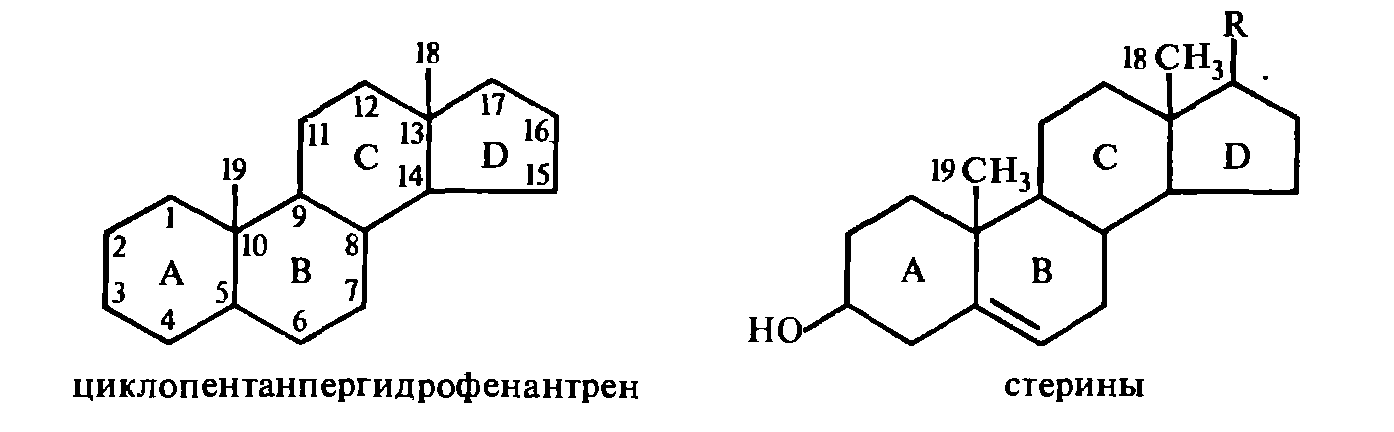 18
12
17
11
13
16
C
D
19
14
15
1
9
2
10
8
A
B
3
5
7
4
6
циклопентанпергидрофенантрен
R
18 CH3
C
D
19 CH3
A
B
HO
стерины